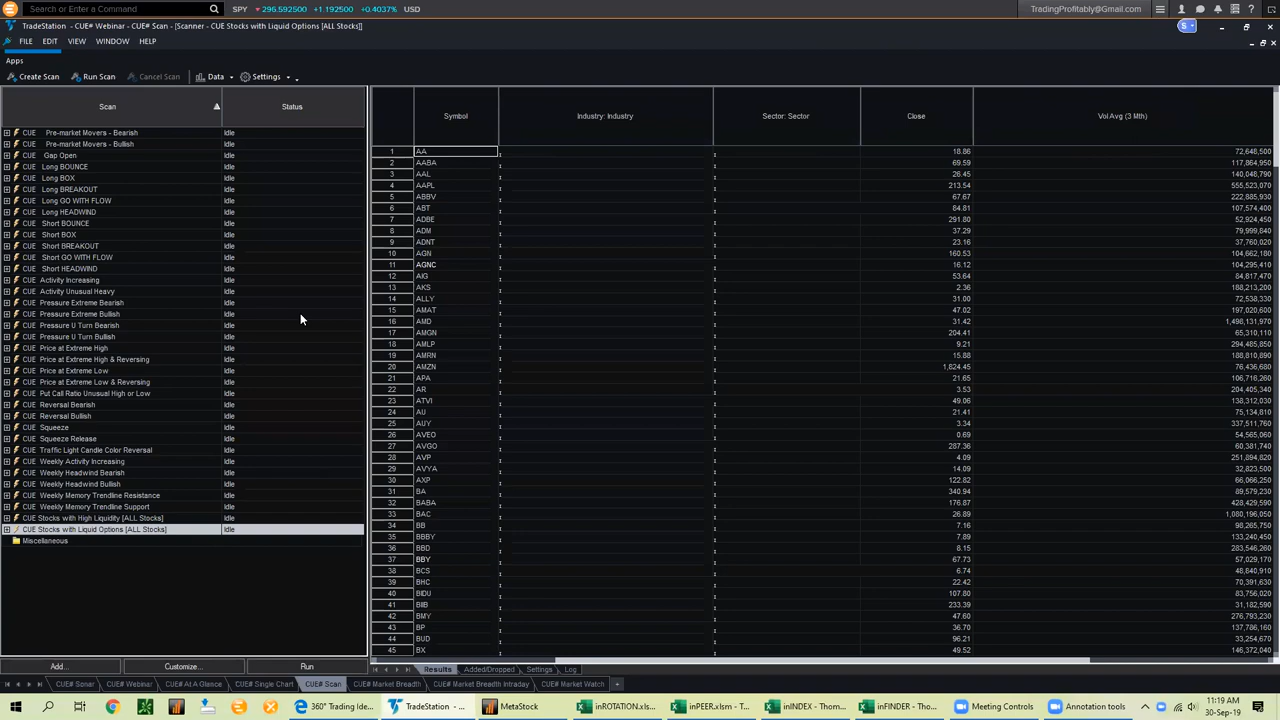 Search or Enter Command SPY 296.592500 +1.192500 +0.4037% USD TradingProfitably@Gmail.com
TradeStation - CUE# Webinar - CUE# Scan - [Scanner - CUE Stocks with Liquid Options [ALL Stocks]]
FILE EDIT VIEW WINDOW HELP
Apps
Create Scan Run Scan Cancel Scan Data Settings
Scan Status Symbol Industry: Industry Sector: Sector Close Vol Avg (3 Mth)
CUE Pre-market Movers - Bearish Idle
CUE Pre-market Movers - Bullish Idle
CUE Gap Open Idle
CUE Long BOUNCE Idle
CUE Long BOX Idle
CUE Long BREAKOUT Idle
CUE Long GO WITH FLOW Idle
CUE Long HEADWIND Idle
CUE Short BOUNCE Idle
CUE Short BOX Idle
CUE Short BREAKOUT Idle
CUE Short GO WITH FLOW Idle
CUE Short HEADWIND Idle
CUE Activity Increasing Idle
CUE Activity Unusual Heavy Idle
CUE Pressure Extreme Bearish Idle
CUE Pressure Extreme Bullish Idle
CUE Pressure U Turn Bearish Idle
CUE Pressure U Turn Bullish Idle
CUE Price at Extreme High Idle
CUE Price at Extreme High & Reversing Idle
CUE Price at Extreme Low Idle
CUE Price at Extreme Low & Reversing Idle
CUE Put Call Ratio Unusual High or Low Idle
CUE Reversal Bearish Idle
CUE Reversal Bullish Idle
CUE Squeeze Idle
CUE Squeeze Release Idle
CUE Traffic Light Candle Color Reversal Idle
CUE Weekly Activity Increasing Idle
CUE Weekly Headwind Bearish Idle
CUE Weekly Headwind Bullish Idle
CUE Weekly Memory Trendline Resistance Idle
CUE Weekly Memory Trendline Support Idle
CUE Stocks with High Liquidity [ALL Stocks] Idle
CUE Stocks with Liquid Options [ALL Stocks] Idle
Miscellaneous
1 AA 18.86 72,648,500
2 AABA 69.59 117,864,950
3 AAL 26.45 140,048,790
4 AAPL 213.54 555,523,070
5 ABBV 67.67 222,885,930
6 ABT 84.81 107,574,400
7 ADBE 291.80 52,924,450
8 ADM 37.29 79,999,840
9 ADNT 23.16 37,760,020
10 AGN 160.53 104,662,180
11 AGNC 16.12 104,295,410
12 AIG 53.64 84,817,470
13 AKS 2.36 188,213,200
14 ALLY 31.00 72,538,330
15 AMAT 47.02 197,020,600
16 AMD 31.42 1,498,131,970
17 AMGN 204.41 65,310,110
18 AMLP 9.21 294,485,850
19 AMRN 15.88 188,810,890
20 AMZN 1,824.45 76,436,680
21 APA 21.65 106,716,260
22 AR 3.53 204,405,340
23 ATVI 49.06 138,312,030
24 AU 21.41 75,134,810
25 AUY 3.34 337,511,760
26 AVEO 0.69 54,565,060
27 AVGO 287.36 60,381,740
28 AVP 4.09 251,894,820
29 AVYA 14.09 32,823,500
30 AXP 122.82 66,066,250
31 BA 340.94 89,579,230
32 BABA 176.87 428,429,590
33 BAC 26.89 1,080,196,050
34 BB 7.16 98,265,750
35 BBBY 7.89 133,240,450
36 BBD 8.15 283,546,260
37 BBY 67.73 57,029,170
38 BCS 6.74 48,840,910
39 BHC 22.42 70,391,630
40 BIDU 107.80 83,756,020
41 BIIB 233.39 31,182,590
42 BMY 47.60 276,793,230
43 BP 36.70 137,786,160
44 BUD 96.21 33,254,670
45 BX 49.52 146,372,040
Add... Customize... Run Results Added/Dropped Settings Log
CUE# Sonar CUE# Webinar CUE# At A Glance CUE# Single Chart CUE# Scan CUE# Market Breadth CUE# Market Breadth Intraday CUE# Market Watch
360° Trading Ide... TradeStation - ... MetaStock inROTATION.xls... inPEER.xlsm - T... inINDEX - Thom... inFINDER - Tho... Meeting Controls Annotation tools 11:19 AM
30-Sep-19